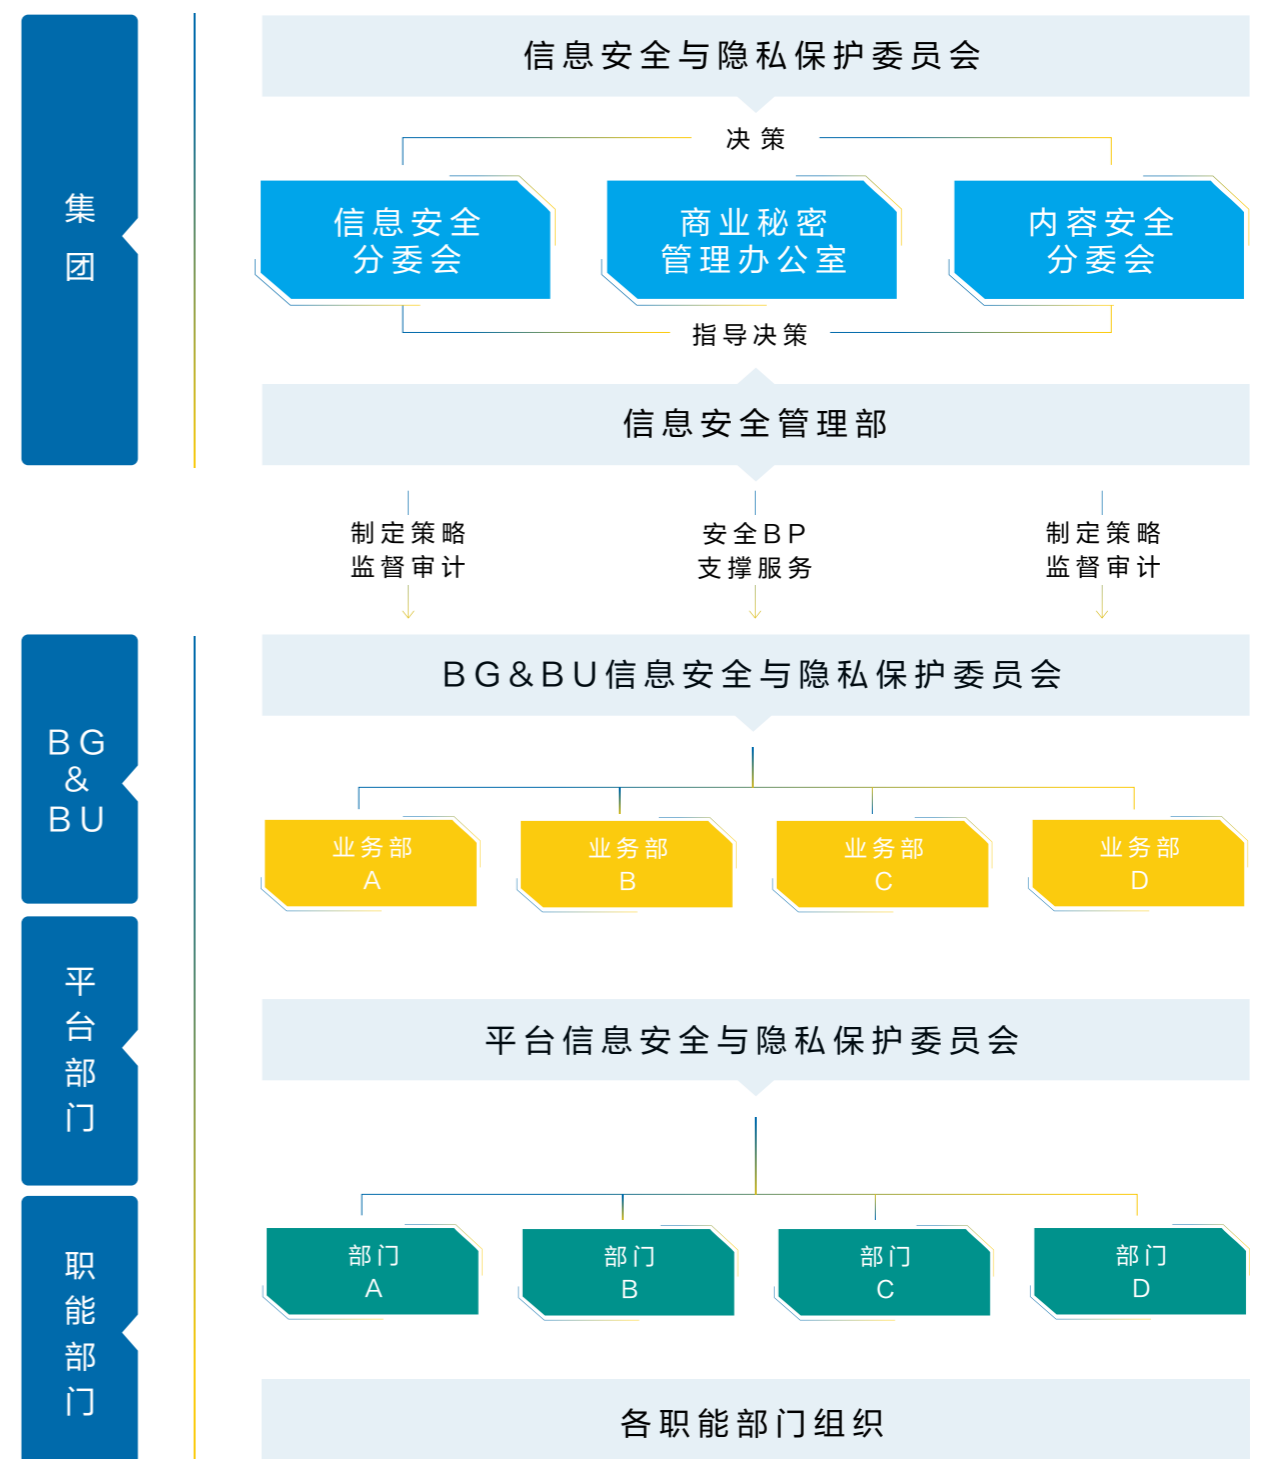 集
团
信息安全与隐私保护委员会
决策
信息安全
分委会
商业秘密
管理办公室
内容安全
分委会
指导决策
信息安全管理部
制定策略
监督审计
安全BP
支撑服务
制定策略
监督审计
BG
&
BU
BG&BU信息安全与隐私保护委员会
业务部
A
业务部
B
业务部
C
业务部
D
平
台
部
门
平台信息安全与隐私保护委员会
部门
A
部门
B
部门
C
部门
D
职
能
部
门
各职能部门组织